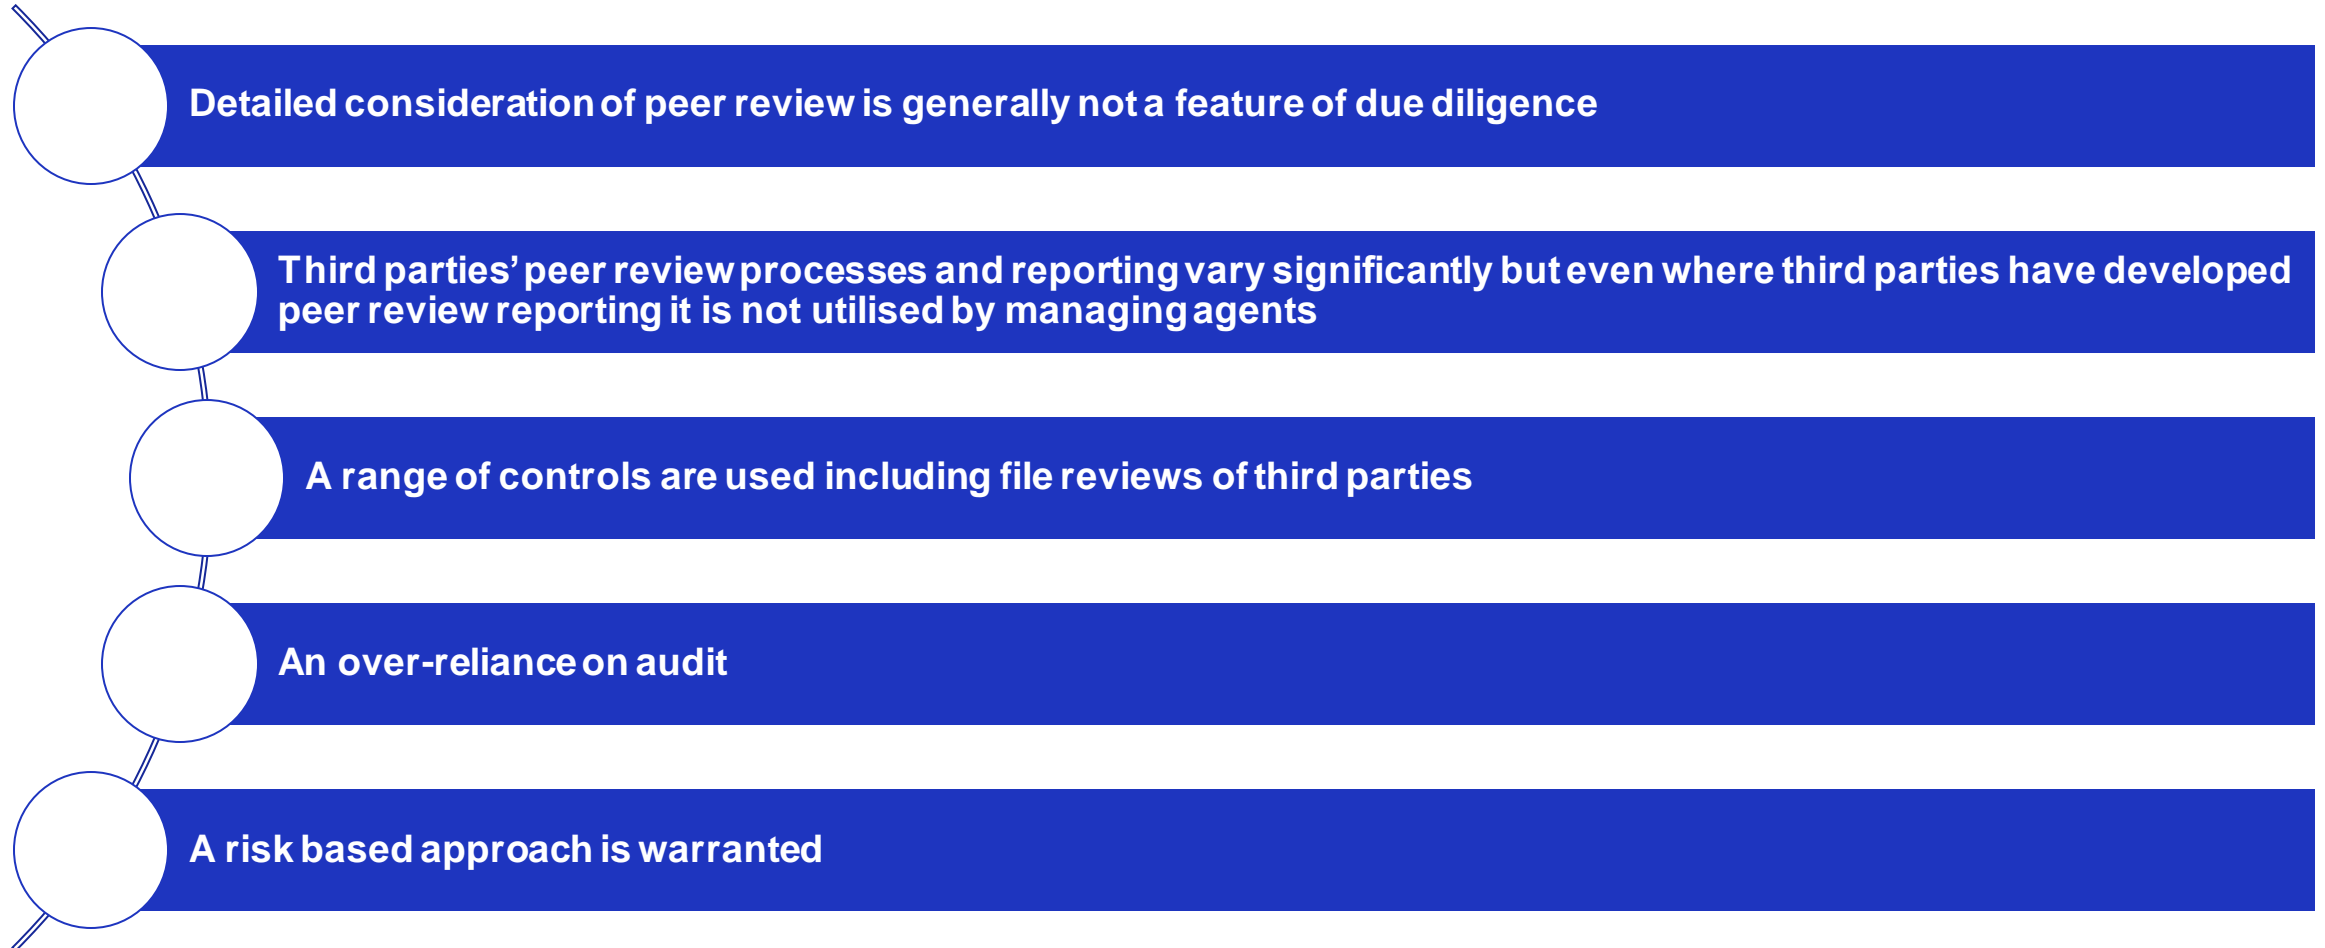 Detailed consideration of peer review is generally not a feature of due diligence
Third parties’ peer review processes and reporting vary significantly but even where third parties have developed
peer review reporting it is not utilised by managing agents
A range of controls are used including file reviews of third parties
An over-reliance on audit
A risk based approach is warranted